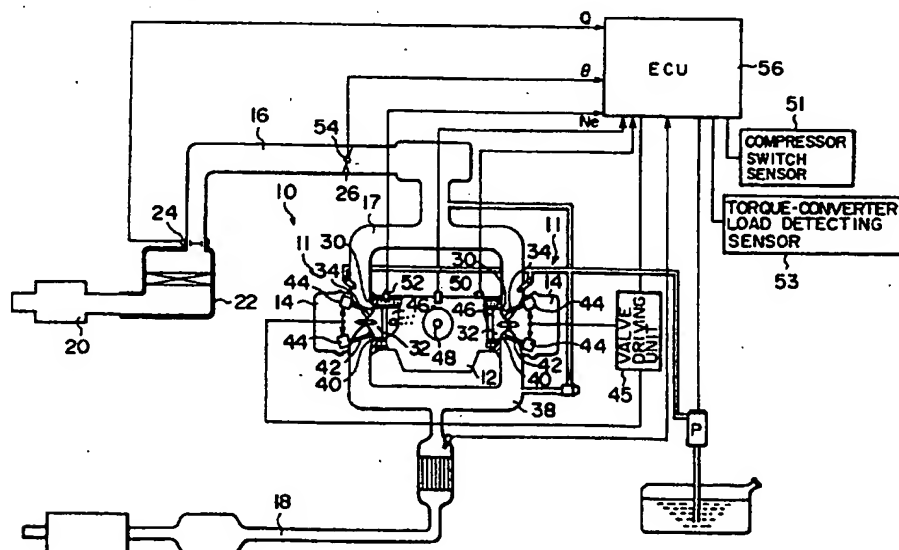 Q
ECU
56
θ
Ne
51
COMPRESSOR
SWITCH
SENSOR
16
54
26
TORQUE-CONVERTER
LOAD DETECTING
SENSOR
53
10
17
24
30
11
34
52
30
50
34
11
22
44
14
46
46
14
44
20
32
48
32
44
44
42
40
12
42
40
VALVE
DRIVING
UNIT
45
38
P
18